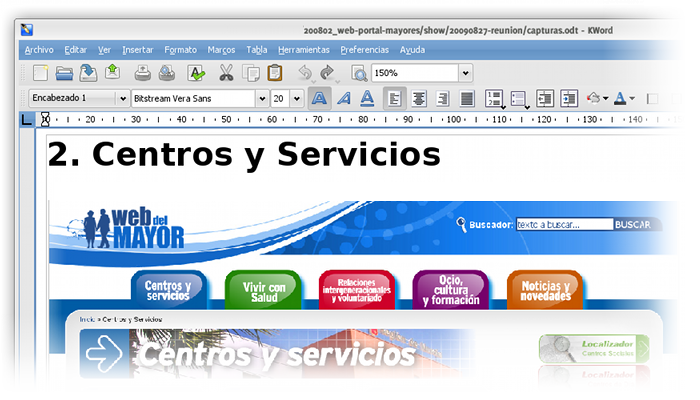 200802_web-portal-mayores/show/20090827-reunion/capturas.odt - KWord
Archivo Editar Ver Insertar Formato Marcos Tabla Herramientas Preferencias Ayuda
150%
Encabezado 1 Bitstream Vera Sans 20
20 30 40 50 60 70 80 90 100 110 120 130 140
2. Centros y Servicios
web del
MAYOR
Buscador: texto a buscar... BUSCAR
Centros y
servicios
Vivir con
Salud
Relaciones
intergeneracionales
y voluntariado
Ocio,
cultura
y formación
Noticias y
novedades
Inicio » Centros y Servicios
Centros y servicios
Localizador
Centros Sociales